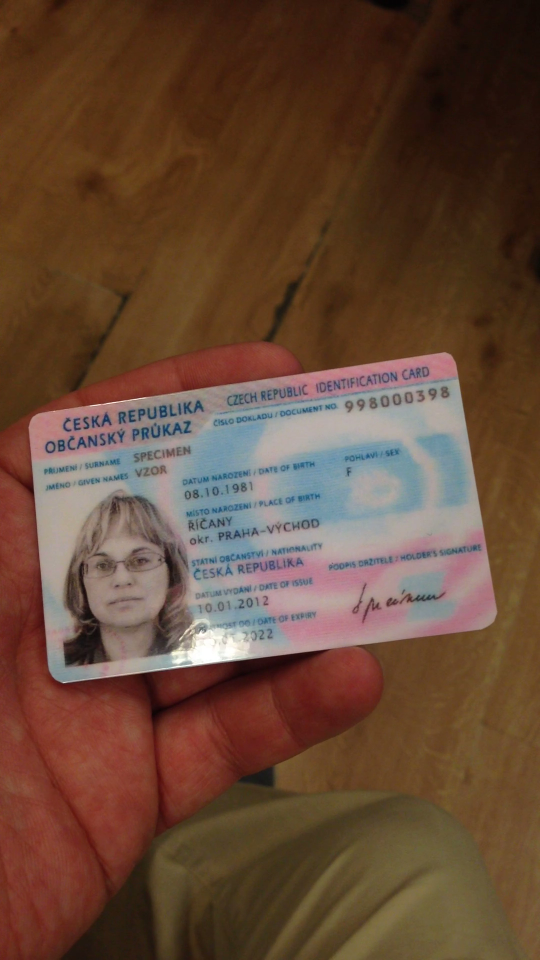 ČESKÁ REPUBLIKA
OBČANSKÝ PRŮKAZ
CZECH REPUBLIC IDENTIFICATION CARD
ČÍSLO DOKLADU / DOCUMENT NO. 998000398
PŘÍJMENÍ / SURNAME SPECIMEN
JMÉNO / GIVEN NAMES VZOR
DATUM NAROZENÍ / DATE OF BIRTH
08.10.1981
POHLAVÍ / SEX
F
MÍSTO NAROZENÍ / PLACE OF BIRTH
ŘÍČANY
okr. PRAHA-VÝCHOD
STÁTNÍ OBČANSTVÍ / NATIONALITY
ČESKÁ REPUBLIKA
PODPIS DRŽITELE / HOLDER'S SIGNATURE
Specimen
DATUM VYDÁNÍ / DATE OF ISSUE
10.01.2012
DO / DATE OF EXPIRY
2022